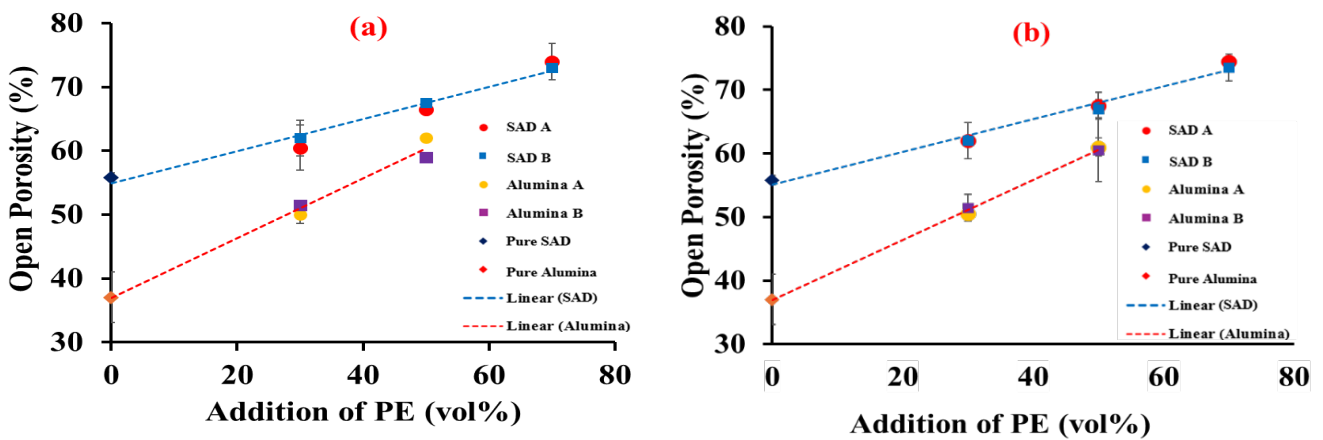 (a)
Open Porosity (%)
80
70
60
50
40
30
0
20
40
60
80
Addition of PE (vol%)
SAD A
SAD B
Alumina A
Alumina B
Pure SAD
Pure Alumina
Linear (SAD)
Linear (Alumina)
(b)
Open Porosity (%)
80
70
60
50
40
30
0
20
40
60
80
Addition of PE (vol%)
SAD A
SAD B
Alumina A
Alumina B
Pure SAD
Pure Alumina
Linear (SAD)
Linear (Alumina)